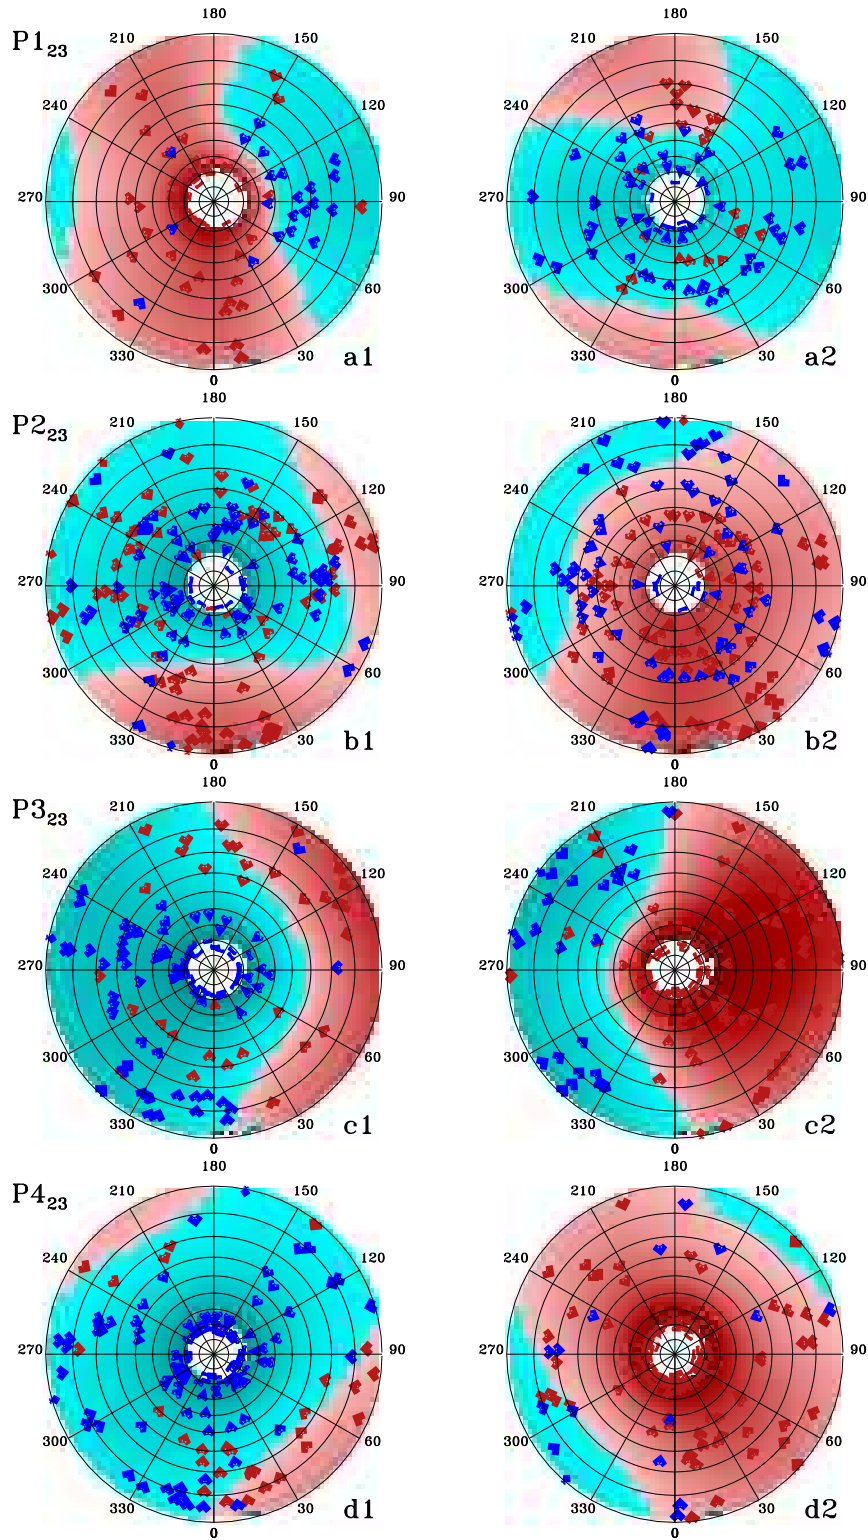 180 180
P1₂₃ 210 150 210 150
240 120 240 120
270 90 270 90
300 60 300 60
330 30 a1 330 30 a2
0 0
180 180
P2₂₃ 210 150 210 150
240 120 240 120
270 90 270 90
300 60 300 60
330 30 b1 330 30 b2
0 0
180 180
P3₂₃ 210 150 210 150
240 120 240 120
270 90 270 90
300 60 300 60
330 30 c1 330 30 c2
0 0
180 180
P4₂₃ 210 150 210 150
240 120 240 120
270 90 270 90
300 60 300 60
330 30 d1 330 30 d2
0 0